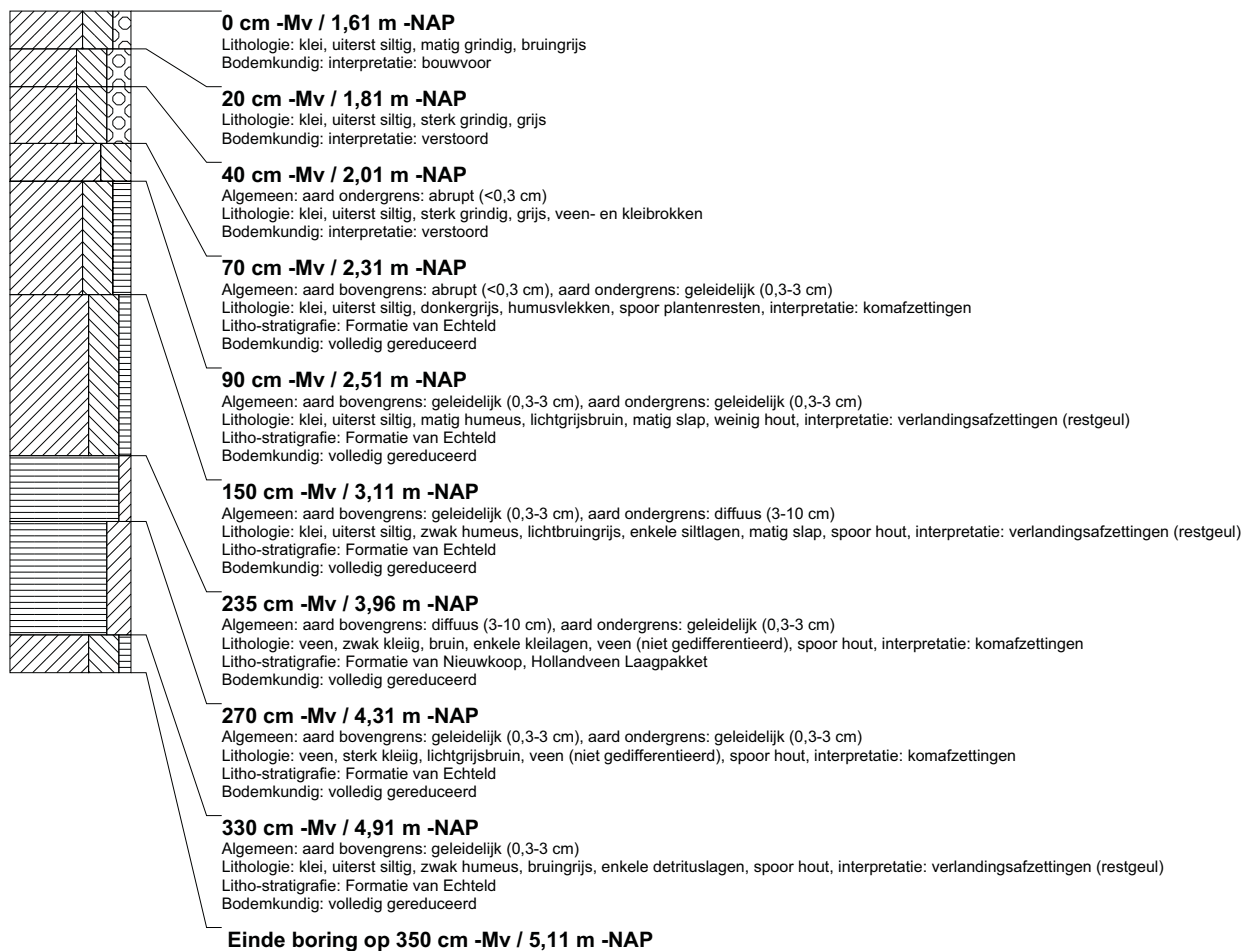 0 cm -Mv / 1,61 m -NAP
Lithologie: klei, uiterst siltig, matig grindig, bruingrijs
Bodemkundig: interpretatie: bouwvoor
20 cm -Mv / 1,81 m -NAP
Lithologie: klei, uiterst siltig, sterk grindig, grijs
Bodemkundig: interpretatie: verstoord
40 cm -Mv / 2,01 m -NAP
Algemeen: aard ondergrens: abrupt (<0,3 cm)
Lithologie: klei, uiterst siltig, sterk grindig, grijs, veen- en kleibrokken
Bodemkundig: interpretatie: verstoord
70 cm -Mv / 2,31 m -NAP
Algemeen: aard bovengrens: abrupt (<0,3 cm), aard ondergrens: geleidelijk (0,3-3 cm)
Lithologie: klei, uiterst siltig, donkergrijs, humusvlekken, spoor plantenresten, interpretatie: komafzettingen
Litho-stratigrafie: Formatie van Echteld
Bodemkundig: volledig gereduceerd
90 cm -Mv / 2,51 m -NAP
Algemeen: aard bovengrens: geleidelijk (0,3-3 cm), aard ondergrens: geleidelijk (0,3-3 cm)
Lithologie: klei, uiterst siltig, matig humeus, lichtgrijsbruin, matig slap, weinig hout, interpretatie: verlandingsafzettingen (restgeul)
Litho-stratigrafie: Formatie van Echteld
Bodemkundig: volledig gereduceerd
150 cm -Mv / 3,11 m -NAP
Algemeen: aard bovengrens: geleidelijk (0,3-3 cm), aard ondergrens: diffuus (3-10 cm)
Lithologie: klei, uiterst siltig, zwak humeus, lichtbruingrijs, enkele siltlagen, matig slap, spoor hout, interpretatie: verlandingsafzettingen (restgeul)
Litho-stratigrafie: Formatie van Echteld
Bodemkundig: volledig gereduceerd
235 cm -Mv / 3,96 m -NAP
Algemeen: aard bovengrens: diffuus (3-10 cm), aard ondergrens: geleidelijk (0,3-3 cm)
Lithologie: veen, zwak kleiig, bruin, enkele kleilagen, veen (niet gedifferentieerd), spoor hout, interpretatie: komafzettingen
Litho-stratigrafie: Formatie van Nieuwkoop, Hollandveen Laagpakket
Bodemkundig: volledig gereduceerd
270 cm -Mv / 4,31 m -NAP
Algemeen: aard bovengrens: geleidelijk (0,3-3 cm), aard ondergrens: geleidelijk (0,3-3 cm)
Lithologie: veen, sterk kleiig, lichtgrijsbruin, veen (niet gedifferentieerd), spoor hout, interpretatie: komafzettingen
Litho-stratigrafie: Formatie van Echteld
Bodemkundig: volledig gereduceerd
330 cm -Mv / 4,91 m -NAP
Algemeen: aard bovengrens: geleidelijk (0,3-3 cm)
Lithologie: klei, uiterst siltig, zwak humeus, bruingrijs, enkele detrituslagen, spoor hout, interpretatie: verlandingsafzettingen (restgeul)
Litho-stratigrafie: Formatie van Echteld
Bodemkundig: volledig gereduceerd
Einde boring op 350 cm -Mv / 5,11 m -NAP